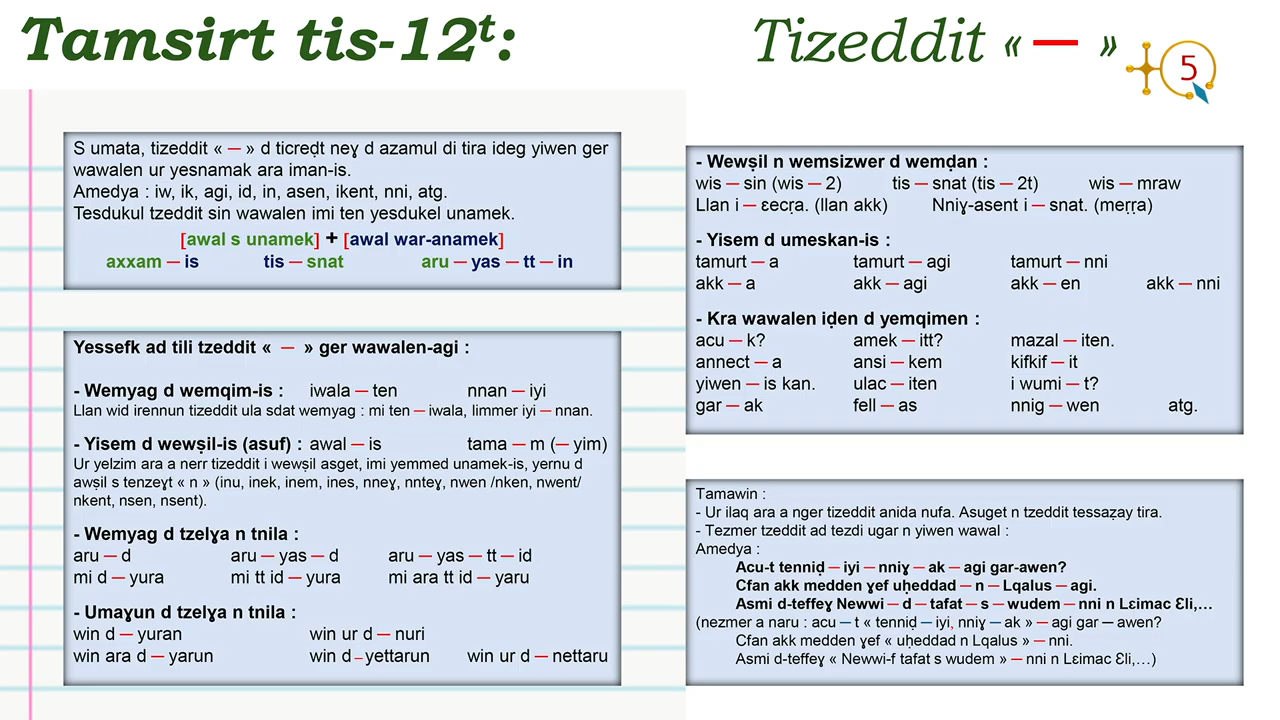 Tamsirt tis-12ᵗ:
Tizeddit « — »
5
S umata, tizeddit « — » d ticreḍt neɣ d azamul di tira ideg yiwen ger
wawalen ur yesnamak ara iman-is.
Amedya : iw, ik, agi, id, in, asen, ikent, nni, atg.
Tesdukul tzeddit sin wawalen imi ten yesdukel unamek.
[awal s unamek] + [awal war-anamek]
axxam — is tis — snat aru — yas — tt — in
Yessefk ad tili tzeddit « — » ger wawalen-agi :
- Wemyag d wemqim-is : iwala — ten nnan — iyi
Llan wid irennun tizeddit ula sdat wemyag : mi ten — iwala, limmer iyi — nnan.
- Yisem d wewṣil-is (asuf) : awal — is tama — m (— yim)
Ur yelzim ara a nerr tizeddit i wewṣil asget, imi yemmed unamek-is, yernu d
awṣil s tenzeɣt « n » (inu, inek, inem, ines, nneɣ, nnteɣ, nwen /nken, nwent/
nkent, nsen, nsent).
- Wemyag d tzelɣa n tnila :
aru — d aru — yas — d aru — yas — tt — id
mi d — yura mi tt id — yura mi ara tt id — yaru
- Umaɣun d tzelɣa n tnila :
win d — yuran win ur d — nuri
win ara d — yarun win d – yettarun win ur d — nettaru
- Wewṣil n wemsizwer d wemḍan :
wis — sin (wis — 2) tis — snat (tis — 2t) wis — mraw
Llan i — ɛecṛa. (llan akk) Nniɣ-asent i — snat. (meṛṛa)
- Yisem d umeskan-is :
tamurt — a tamurt — agi tamurt — nni
akk — a akk — agi akk — en akk — nni
- Kra wawalen iḍen d yemqimen :
acu — k? amek — itt? mazal — iten.
annect — a ansi — kem kifkif — it
yiwen — is kan. ulac — iten i wumi — t?
gar — ak fell — as nnig — wen atg.
Tamawin :
- Ur ilaq ara a nger tizeddit anida nufa. Asuget n tzeddit tessaẓay tira.
- Tezmer tzeddit ad tezdi ugar n yiwen wawal :
Amedya :
Acu-t tenniḍ — iyi — nniɣ — ak — agi gar-awen?
Cfan akk medden ɣef uḥeddad — n — Lqalus — agi.
Asmi d-teffeɣ Newwi — d — tafat — s — wudem — nni n Lɛimac Ɛli,…
(nezmer a naru : acu — t « tenniḍ — iyi, nniɣ — ak » — agi gar — awen?
Cfan akk medden ɣef « uḥeddad n Lqalus » — nni.
Asmi d-teffeɣ « Newwi-f tafat s wudem » — nni n Lɛimac Ɛli,…)